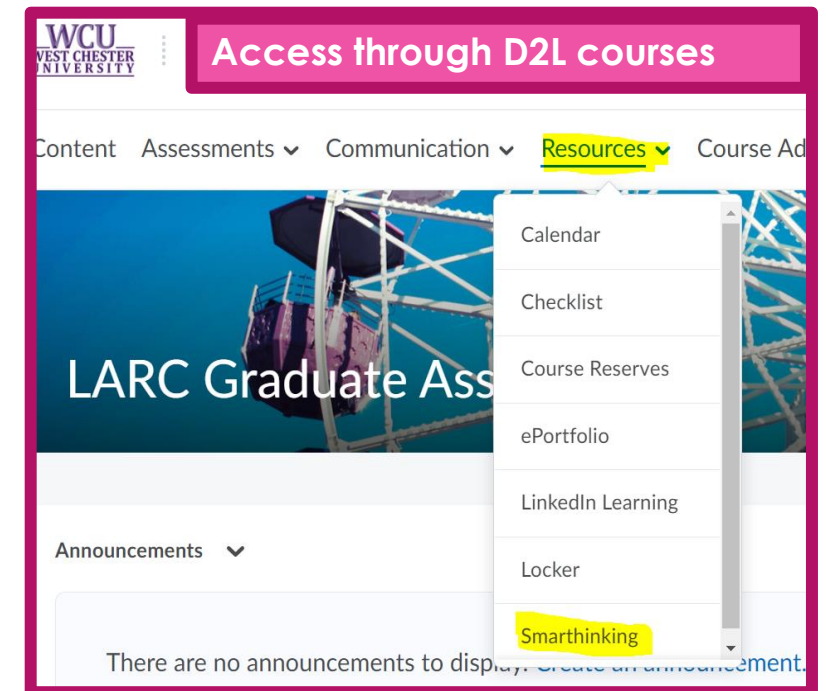 WCU
WEST CHESTER
UNIVERSITY
Access through D2L courses
Content Assessments Communication Resources Course Ad
Calendar
Checklist
Course Reserves
ePortfolio
LinkedIn Learning
Locker
Smarthinking
LARC Graduate Ass
Announcements
There are no announcements to display. Create an announcement.